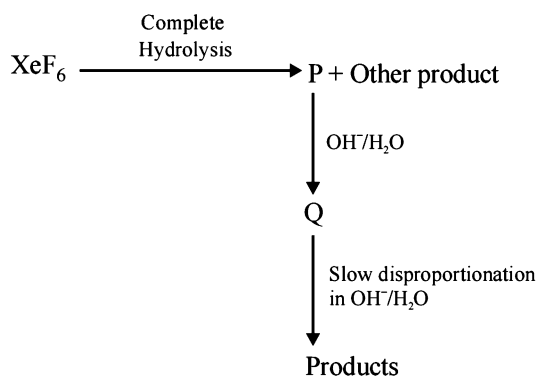 Complete
Hydrolysis
XeF₆
P + Other product
OH⁻/H₂O
Q
Slow disproportionation
in OH⁻/H₂O
Products